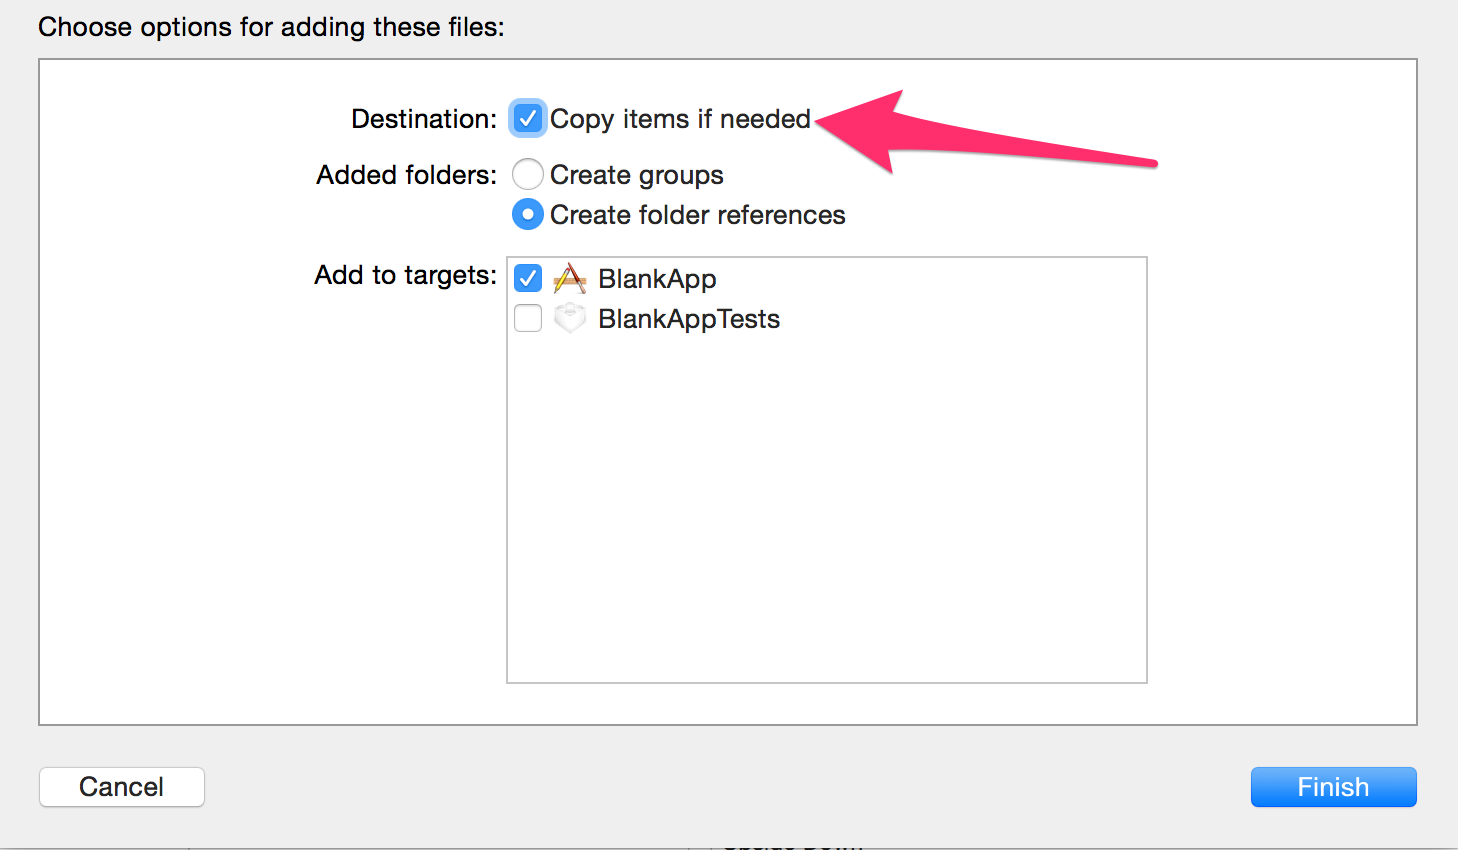 Choose options for adding these files:
Destination: Copy items if needed
Added folders: Create groups
Create folder references
Add to targets: BlankApp
BlankAppTests
Cancel Finish